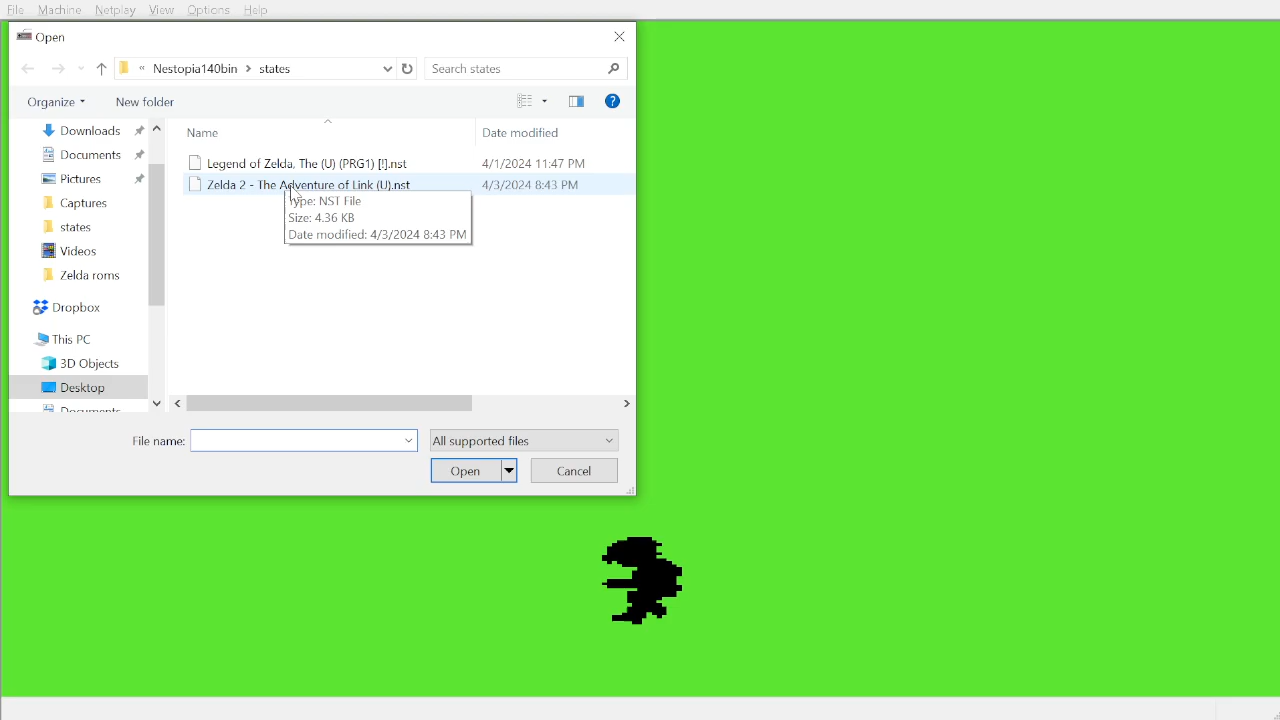 File Machine Netplay View Options Help
Open
« Nestopia140bin > states
Search states
Organize
New folder
Name
Date modified
Downloads
Documents
Pictures
Captures
states
Videos
Zelda roms
Dropbox
This PC
3D Objects
Desktop
Documents
Legend of Zelda, The (U) (PRG1) [!].nst 4/1/2024 11:47 PM
Zelda 2 - The Adventure of Link (U).nst 4/3/2024 8:43 PM
Type: NST File
Size: 4.36 KB
Date modified: 4/3/2024 8:43 PM
File name:
All supported files
Open
Cancel